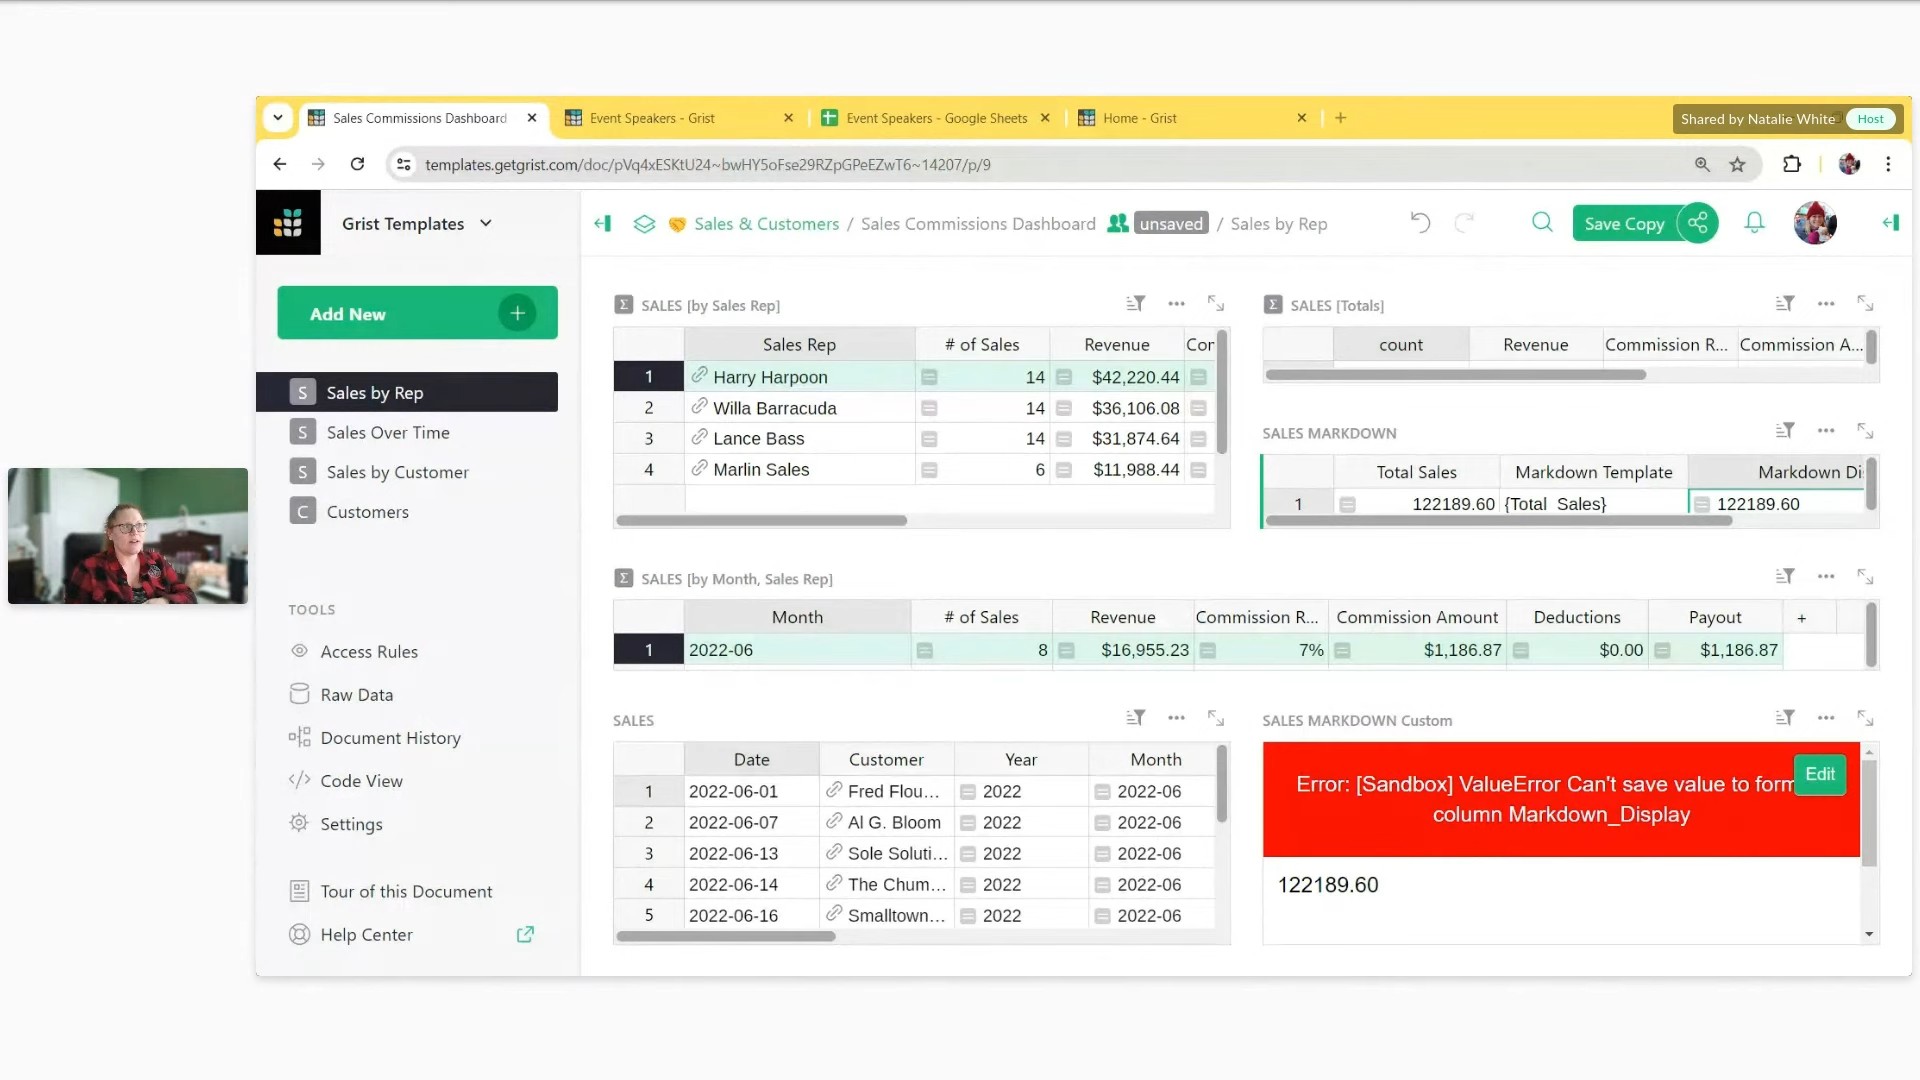 Sales Commissions Dashboard
Event Speakers - Grist
Event Speakers - Google Sheets
Home - Grist
Shared by Natalie White
Host
templates.getgrist.com/doc/pVq4xESKtU24~bwHY5oFse29RZpGPeEZwT6~14207/p/9
Grist Templates
Sales & Customers / Sales Commissions Dashboard unsaved / Sales by Rep
Save Copy
Add New
Sales by Rep
Sales Over Time
Sales by Customer
Customers
S
S
S
C
TOOLS
Access Rules
Raw Data
Document History
Code View
Settings
Tour of this Document
Help Center
SALES [by Sales Rep]
Sales Rep # of Sales Revenue Cor
1 Harry Harpoon 14 $42,220.44
2 Willa Barracuda 14 $36,106.08
3 Lance Bass 14 $31,874.64
4 Marlin Sales 6 $11,988.44
SALES [Totals]
count Revenue Commission R... Commission A...
SALES MARKDOWN
Total Sales Markdown Template Markdown Di
1 122189.60 {Total Sales} 122189.60
SALES [by Month, Sales Rep]
Month # of Sales Revenue Commission R... Commission Amount Deductions Payout +
1 2022-06 8 $16,955.23 7% $1,186.87 $0.00 $1,186.87
SALES
Date Customer Year Month
1 2022-06-01 Fred Flou... 2022 2022-06
2 2022-06-07 Al G. Bloom 2022 2022-06
3 2022-06-13 Sole Soluti... 2022 2022-06
4 2022-06-14 The Chum... 2022 2022-06
5 2022-06-16 Smalltown... 2022 2022-06
SALES MARKDOWN Custom
Error: [Sandbox] ValueError Can't save value to form
column Markdown_Display
Edit
122189.60